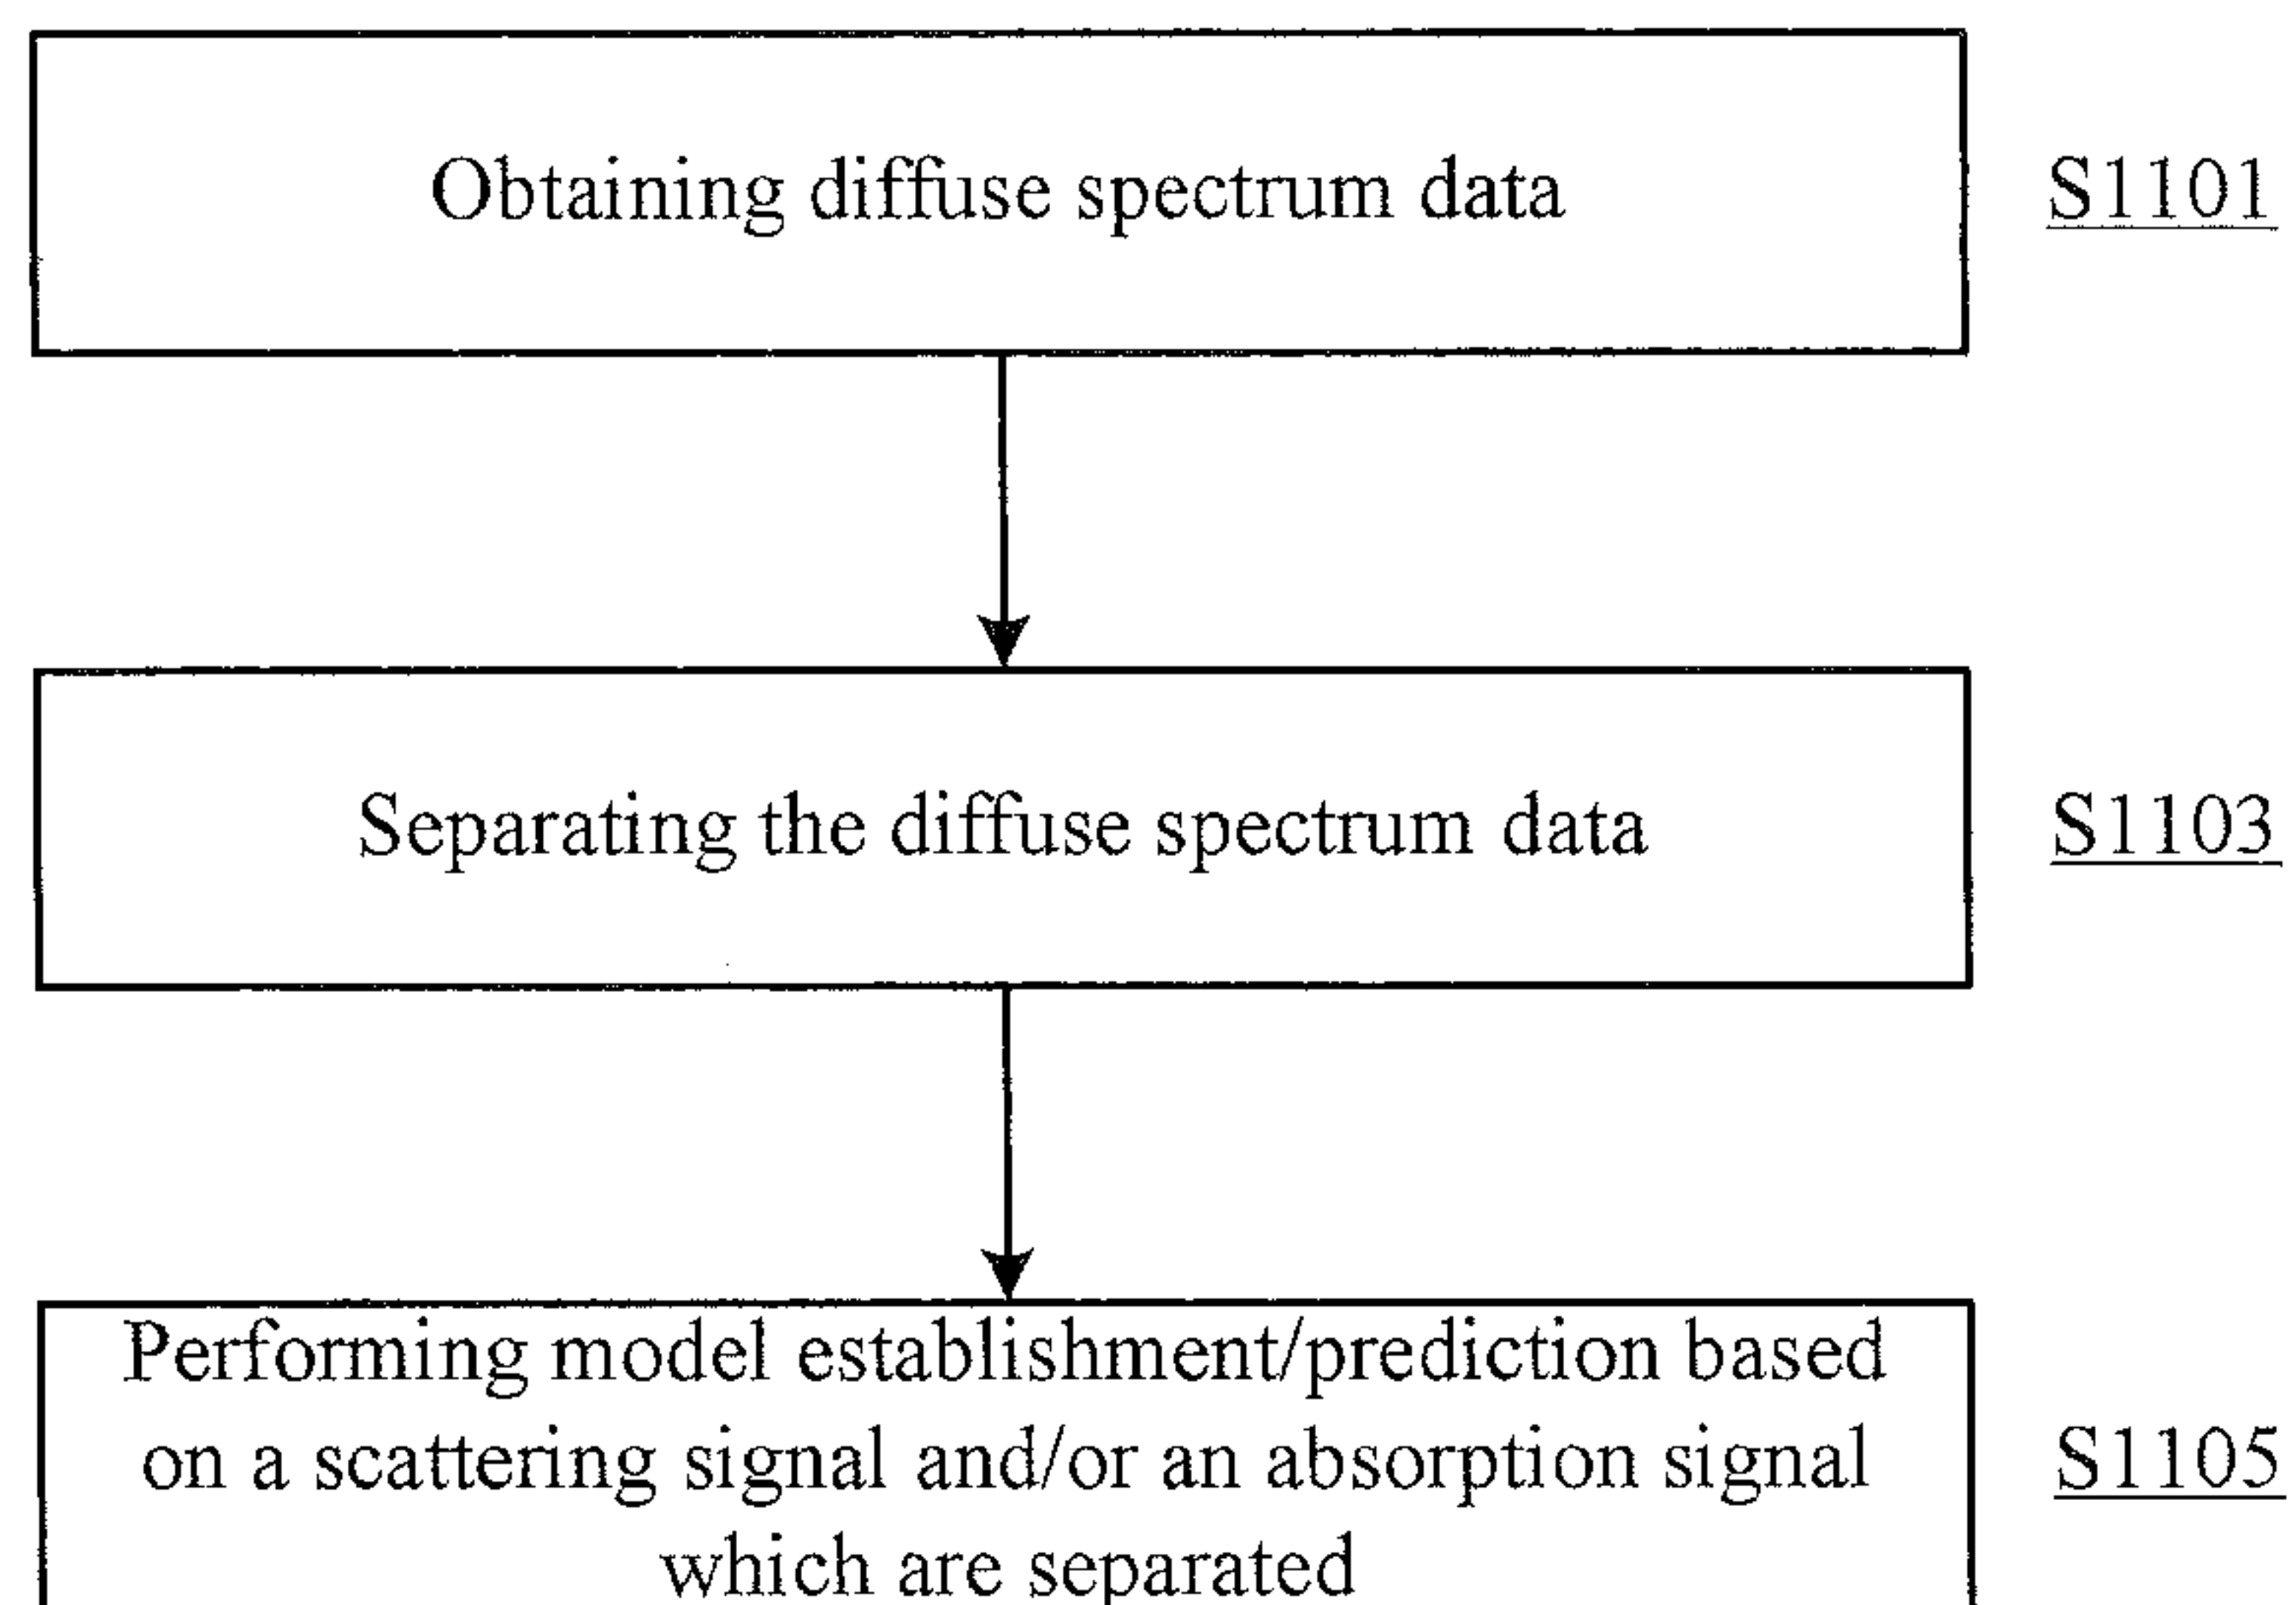 Obtaining diffuse spectrum data
S1101
Separating the diffuse spectrum data
S1103
Performing model establishment/prediction based
on a scattering signal and/or an absorption signal
which are separated
S1105